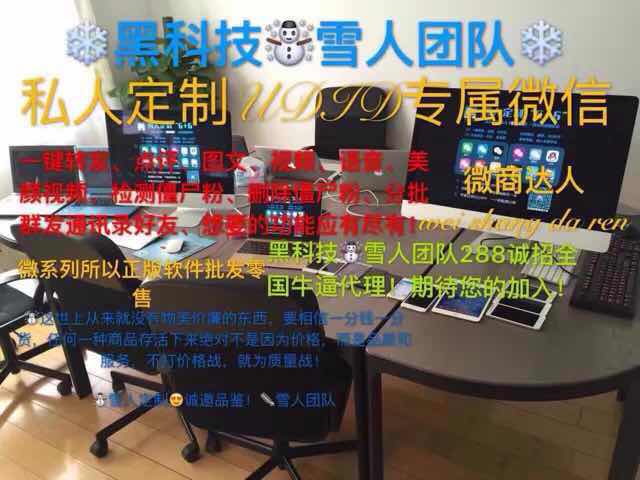 ❄️黑科技☃️雪人团队❄️
私人定制UDID专属微信
一键转发、点评、图文、视频、语音、美
颜视频，检测僵尸粉、删除僵尸粉、分批
群发通讯录好友、想要的功能应有尽有!
微商达人
wei shang da ren
黑科技☃️雪人团队288诚招全
国牛逼代理！期待您的加入！
微系列所以正版软件批发零
售
☃️这世上从来就没有物美价廉的东西，要相信一分钱一分
货，任何一种商品存活下来绝对不是因为价格，而是品质和
服务，不打价格战，就为质量战！
雪人定制😍诚邀品鉴！ 雪人团队